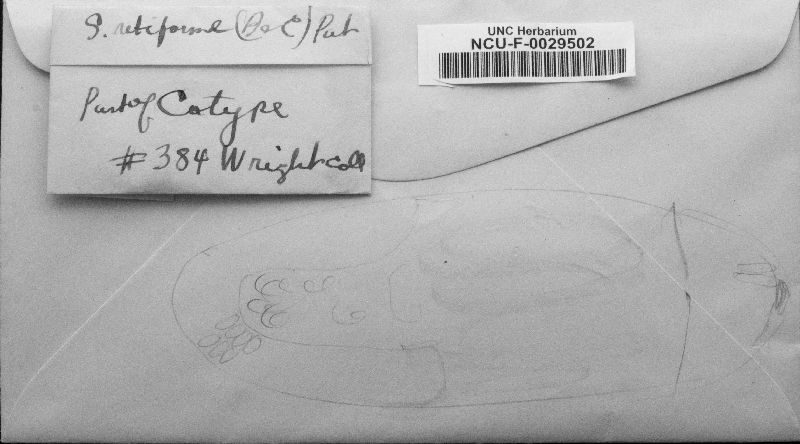 S. retiforme (B & C) Pat
Part of Cotype
# 384 Wright coll
UNC Herbarium
NCU-F-0029502